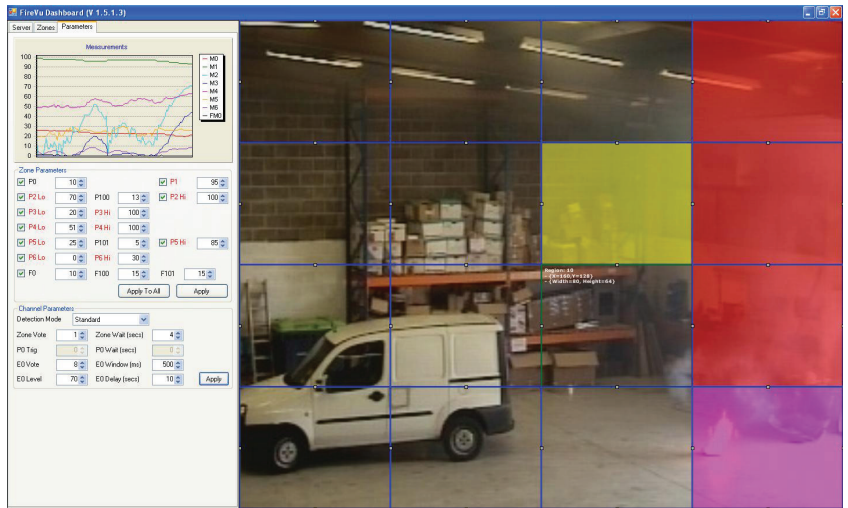 FireVu Dashboard (V 1.5.1.3)
Server Zones Parameters
Measurements
100
90
80
70
60
50
40
30
20
10
0
M0
M1
M2
M3
M4
M5
M6
FM0
Zone Parameters
P0 10 P1 95
P2 Lo 70 P100 13 P2 Hi 100
P3 Lo 20 P3 Hi 100
P4 Lo 51 P4 Hi 100
P5 Lo 25 P101 5 P5 Hi 85
P6 Lo 0 P6 Hi 30
F0 10 F100 15 F101 15
Apply To All Apply
Channel Parameters
Detection Mode Standard
Zone Vote 1 Zone Wait (secs) 4
P0 Trig 0 P0 Wait (secs) 0
E0 Vote 8 E0 Window (ms) 500
E0 Level 70 E0 Delay (secs) 10 Apply
Region: 10
- (X=160,Y=128)
- (Width=80, Height=64)